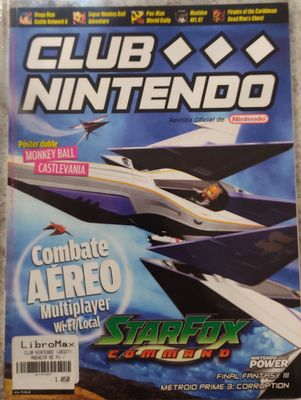 Mega Man
Battle Network 6
Super Monkey Ball
Adventure
Pac-Man
World Rally
Madden
NFL 07
Pirates of the Caribbean
Dead Man's Chest
CLUB
NINTENDO
Revista Oficial de Nintendo
Póster doble
MONKEY BALL
CASTLEVANIA
Combate
AÉREO
Multiplayer
Wi-Fi/Local
LibroMax
STARFOX
COMMAND
NINTENDO
POWER
FINAL FANTASY III
METROID PRIME 3: CORRUPTION